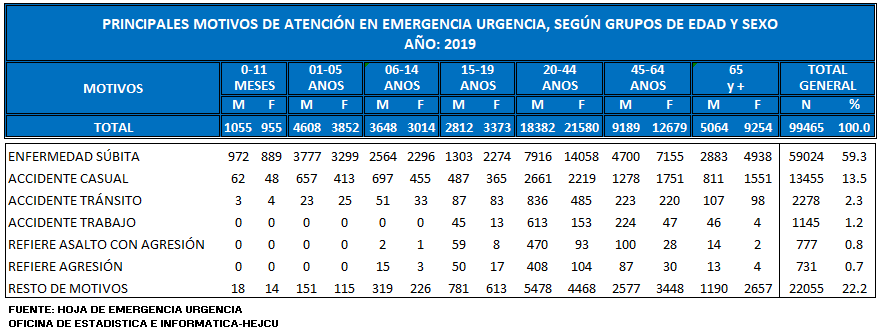 PRINCIPALES MOTIVOS DE ATENCIÓN EN EMERGENCIA URGENCIA, SEGÚN GRUPOS DE EDAD Y SEXO
AÑO: 2019
MOTIVOS 0-11 MESES 01-05 ANOS 06-14 ANOS 15-19 ANOS 20-44 ANOS 45-64 ANOS 65 y + TOTAL GENERAL
M F M F M F M F M F M F M F N %
TOTAL 1055 955 4608 3852 3648 3014 2812 3373 18382 21580 9189 12679 5064 9254 99465 100.0
ENFERMEDAD SÚBITA 972 889 3777 3299 2564 2296 1303 2274 7916 14058 4700 7155 2883 4938 59024 59.3
ACCIDENTE CASUAL 62 48 657 413 697 455 487 365 2661 2219 1278 1751 811 1551 13455 13.5
ACCIDENTE TRÁNSITO 3 4 23 25 51 33 87 83 836 485 223 220 107 98 2278 2.3
ACCIDENTE TRABAJO 0 0 0 0 0 0 45 13 613 153 224 47 46 4 1145 1.2
REFIERE ASALTO CON AGRESIÓN 0 0 0 0 2 1 59 8 470 93 100 28 14 2 777 0.8
REFIERE AGRESIÓN 0 0 0 0 15 3 50 17 408 104 87 30 13 4 731 0.7
RESTO DE MOTIVOS 18 14 151 115 319 226 781 613 5478 4468 2577 3448 1190 2657 22055 22.2
FUENTE: HOJA DE EMERGENCIA URGENCIA
OFICINA DE ESTADISTICA E INFORMATICA-HEJCU